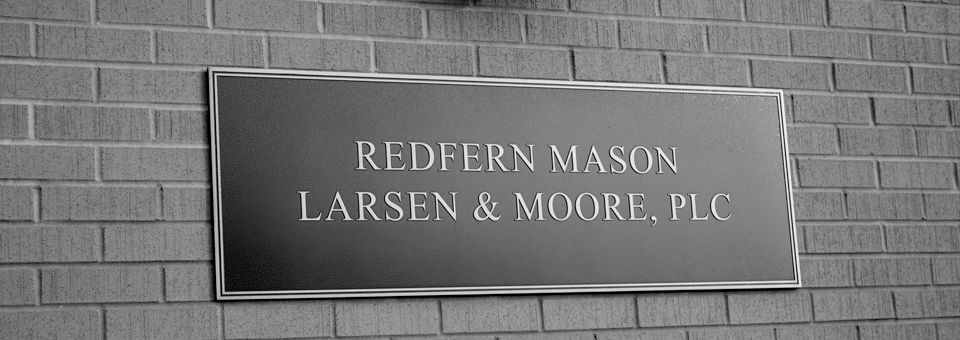 REDFERN MASON
LARSEN & MOORE, PLC